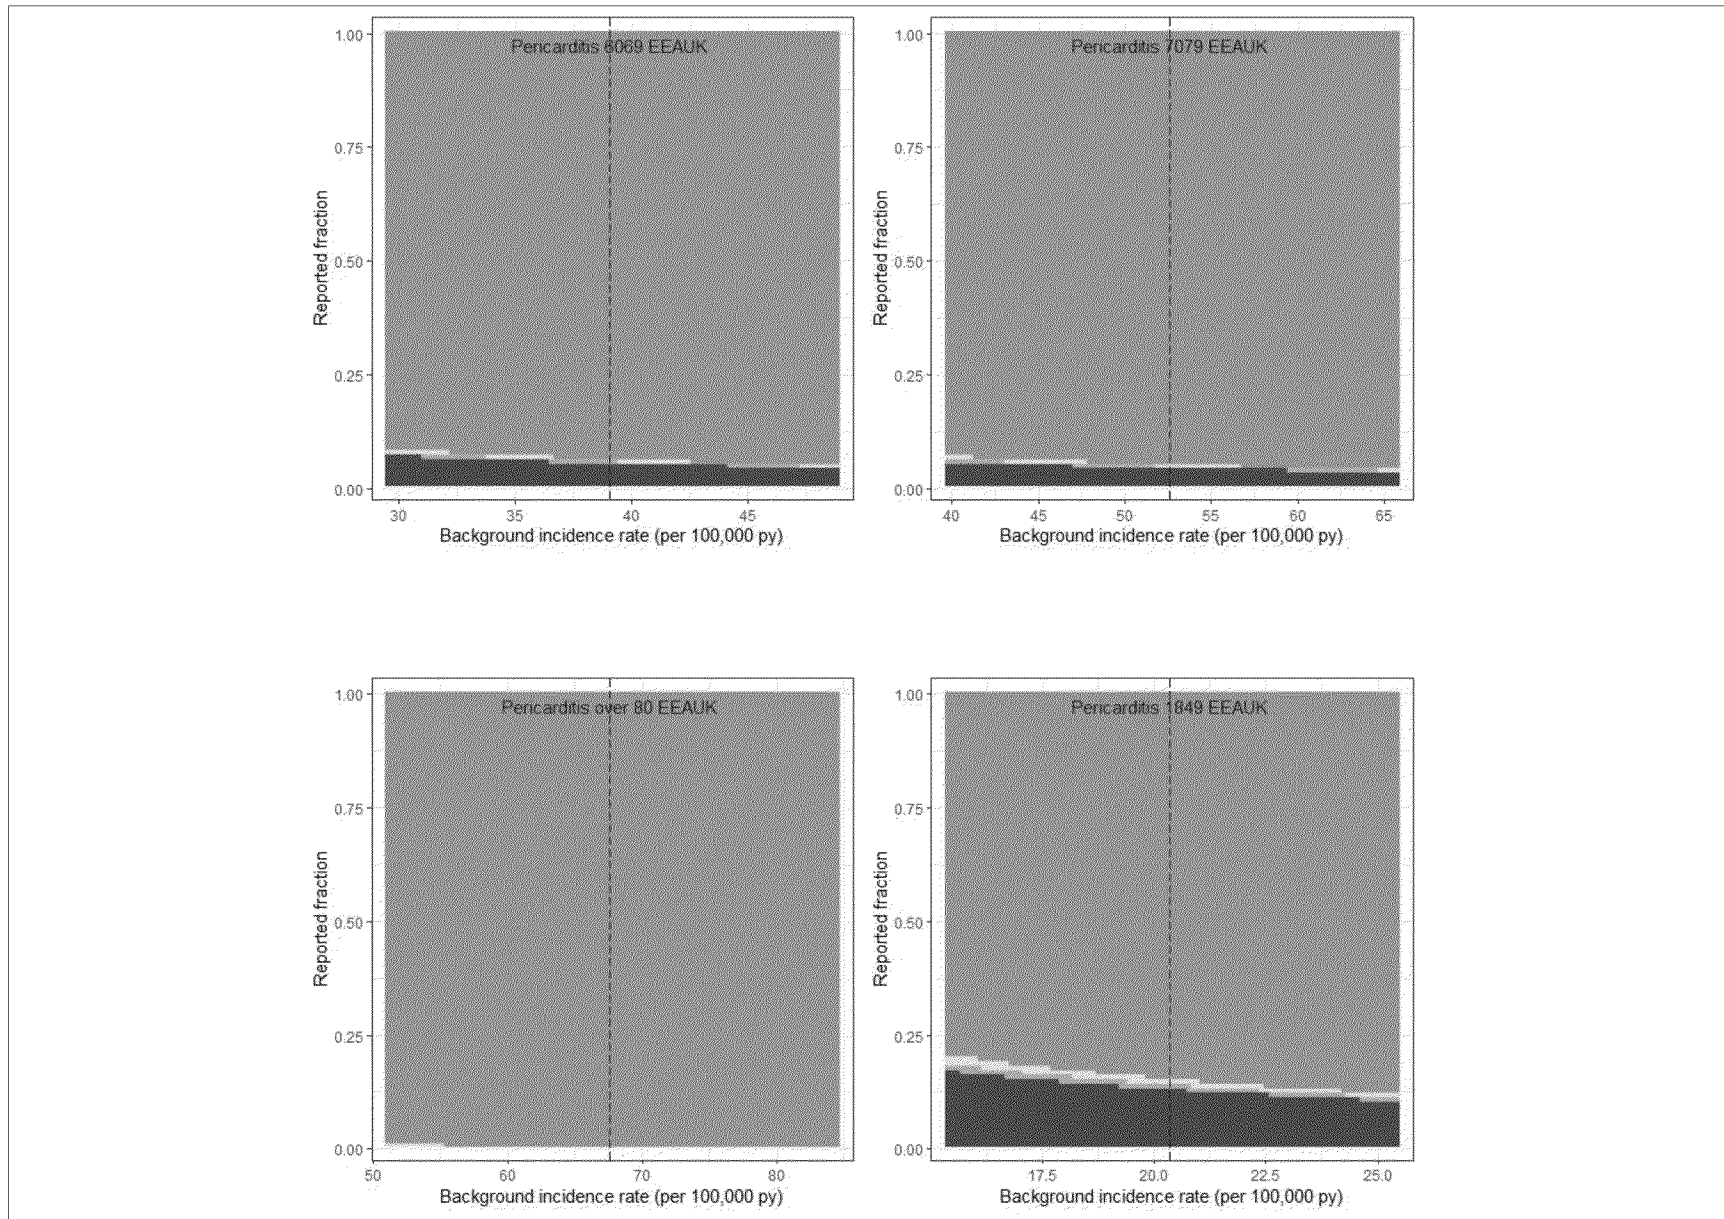 Pericarditis 6069 EEAUK
1.00
0.75
0.50
0.25
0.00
Reported fraction
30 35 40 45
Background incidence rate (per 100,000 py)
Pericarditis 7079 EEAUK
1.00
0.75
0.50
0.25
0.00
Reported fraction
40 45 50 55 60 65
Background incidence rate (per 100,000 py)
Pericarditis over 80 EEAUK
1.00
0.75
0.50
0.25
0.00
Reported fraction
50 60 70 80
Background incidence rate (per 100,000 py)
Pericarditis 1849 EEAUK
1.00
0.75
0.50
0.25
0.00
Reported fraction
17.5 20.0 22.5 25.0
Background incidence rate (per 100,000 py)